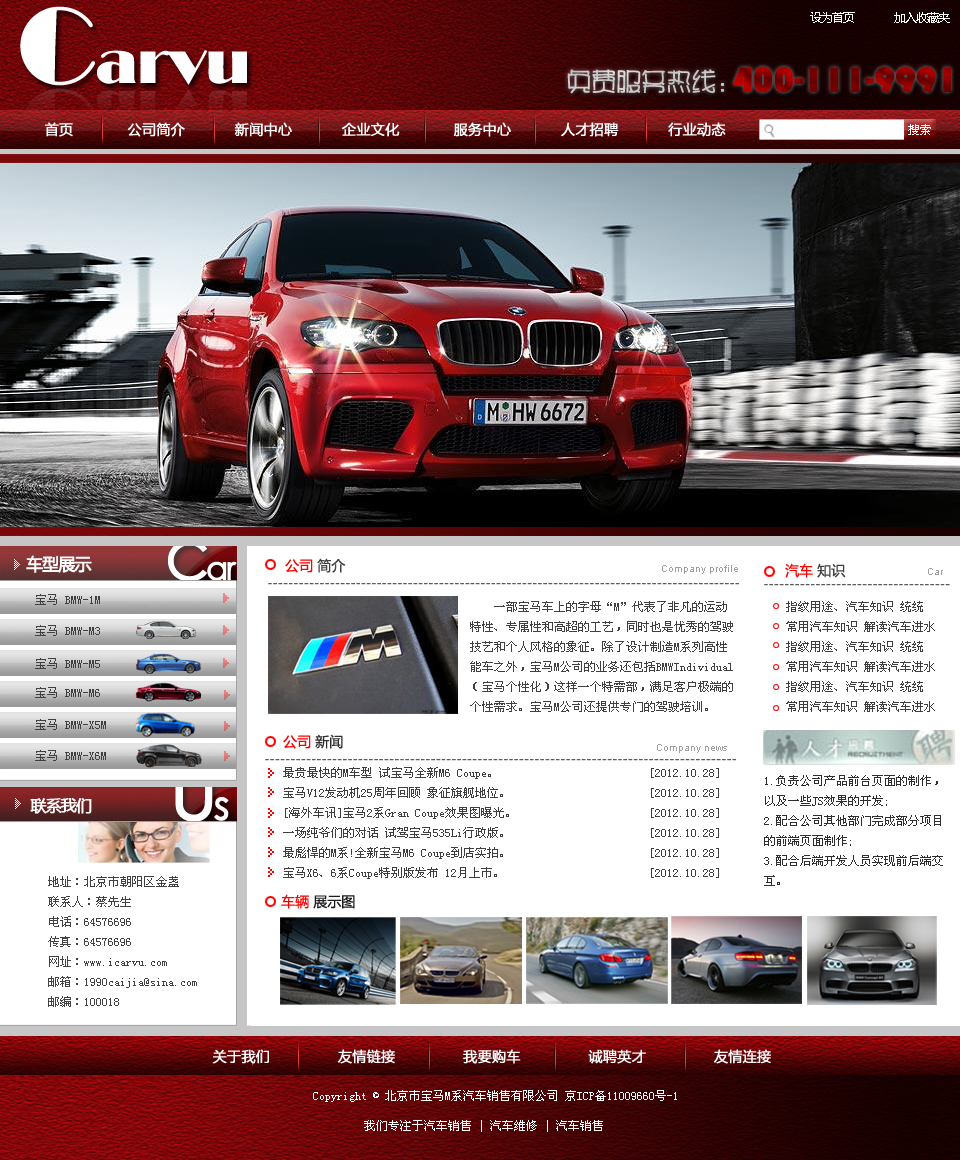 Carvu
设为首页 加入收藏夹
免费服务热线：400-111-9991
首页 公司简介 新闻中心 企业文化 服务中心 人才招聘 行业动态 搜索
M·HW 6672
车型展示 Car
宝马 BMW-1M
宝马 BMW-M3
宝马 BMW-M5
宝马 BMW-M6
宝马 BMW-X5M
宝马 BMW-X6M
联系我们 Us
地址：北京市朝阳区金盏
联系人：蔡先生
电话：64576696
传真：64576696
网址：www.icarvu.com
邮箱：1990caijia@sina.com
邮编：100018
公司 简介 Company profile
M
一部宝马车上的字母“M”代表了非凡的运动
特性、专属性和高超的工艺，同时也是优秀的驾驶
技艺和个人风格的象征。除了设计制造M系列高性
能车之外，宝马M公司的业务还包括BMWIndividual
（宝马个性化）这样一个特需部，满足客户极端的
个性需求。宝马M公司还提供专门的驾驶培训。
公司 新闻 Company news
最贵最快的M车型 试宝马全新M6 Coupe。 [2012.10.28]
宝马V12发动机25周年回顾 象征旗舰地位。 [2012.10.28]
[海外车讯]宝马2系Gran Coupe效果图曝光。 [2012.10.28]
一场纯爷们的对话 试驾宝马535Li行政版。 [2012.10.28]
最彪悍的M系!全新宝马M6 Coupe到店实拍。 [2012.10.28]
宝马X6、6系Coupe特别版发布 12月上市。 [2012.10.28]
车辆 展示图
汽车 知识 Car
指纹用途、汽车知识 统统
常用汽车知识 解读汽车进水
指纹用途、汽车知识 统统
常用汽车知识 解读汽车进水
指纹用途、汽车知识 统统
常用汽车知识 解读汽车进水
人才招募 RECRUITMENT 聘
1.负责公司产品前台页面的制作，
以及一些JS效果的开发;
2.配合公司其他部门完成部分项目
的前端页面制作;
3.配合后端开发人员实现前后端交
互。
关于我们 友情链接 我要购车 诚聘英才 友情连接
Copyright © 北京市宝马M系汽车销售有限公司 京ICP备11009660号-1
我们专注于汽车销售 | 汽车维修 | 汽车销售